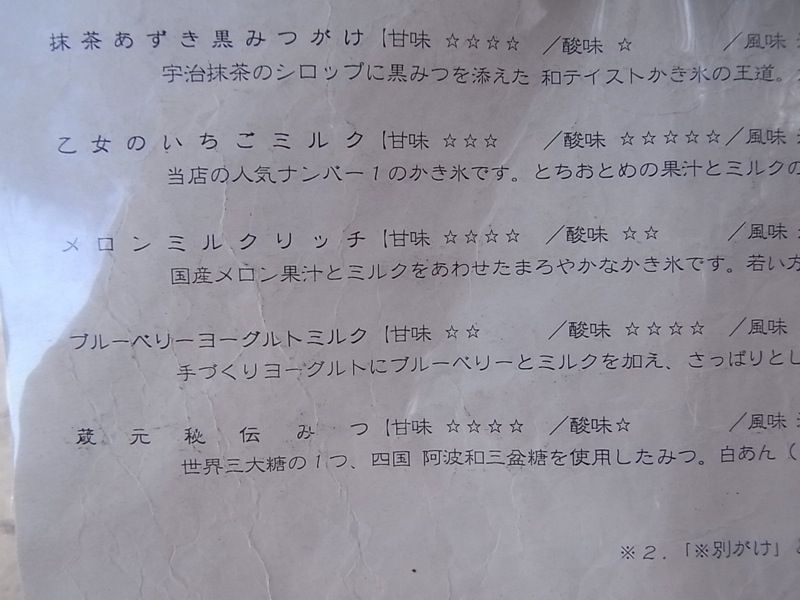 抹茶あずき黒みつがけ【甘味 ☆☆☆☆ ／酸味 ☆ ／風味
宇治抹茶のシロップに黒みつを添えた 和テイストかき氷の王道。
乙女のいちごミルク【甘味 ☆☆☆ ／酸味 ☆☆☆☆☆／風味
当店の人気ナンバー１のかき氷です。とちおとめの果汁とミルクの
メロンミルクリッチ【甘味 ☆☆☆☆ ／酸味 ☆☆ ／風味
国産メロン果汁とミルクをあわせたまろやかなかき氷です。若い方
ブルーベリーヨーグルトミルク【甘味 ☆☆ ／酸味 ☆☆☆☆ ／風味
手づくりヨーグルトにブルーベリーとミルクを加え、さっぱりとし
蔵元秘伝みつ【甘味 ☆☆☆☆ ／酸味☆ ／風味
世界三大糖の１つ、四国 阿波和三盆糖を使用したみつ。白あん（
※２．「※別がけ」